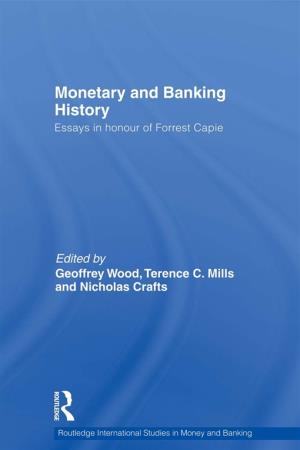 Monetary and Banking
History
Essays in honour of Forrest Capie
Edited by
Geoffrey Wood, Terence C. Mills
and Nicholas Crafts
ROUTLEDGE
Routledge International Studies in Money and Banking